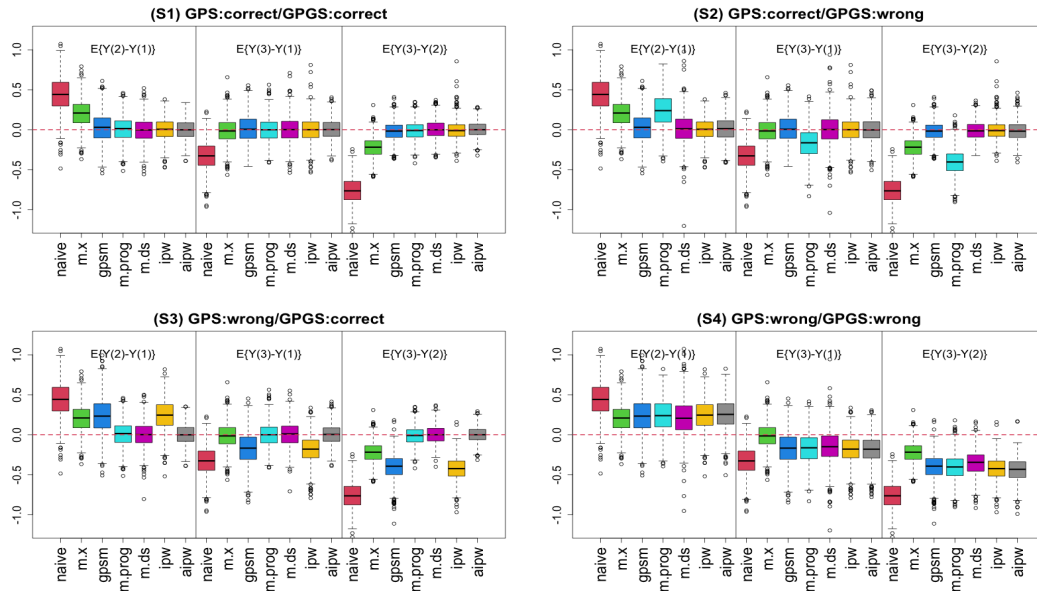 (S1) GPS:correct/GPGS:correct
E{Y(2)-Y(1)} E{Y(3)-Y(1)} E{Y(3)-Y(2)}
1.0
0.5
0.0
-0.5
-1.0
naive m.x gpsm m.prog m.ds ipw aipw naive m.x gpsm m.prog m.ds ipw aipw naive m.x gpsm m.prog m.ds ipw aipw
(S2) GPS:correct/GPGS:wrong
E{Y(2)-Y(1)} E{Y(3)-Y(1)} E{Y(3)-Y(2)}
1.0
0.5
0.0
-0.5
-1.0
naive m.x gpsm m.prog m.ds ipw aipw naive m.x gpsm m.prog m.ds ipw aipw naive m.x gpsm m.prog m.ds ipw aipw
(S3) GPS:wrong/GPGS:correct
E{Y(2)-Y(1)} E{Y(3)-Y(1)} E{Y(3)-Y(2)}
1.0
0.5
0.0
-0.5
-1.0
naive m.x gpsm m.prog m.ds ipw aipw naive m.x gpsm m.prog m.ds ipw aipw naive m.x gpsm m.prog m.ds ipw aipw
(S4) GPS:wrong/GPGS:wrong
E{Y(2)-Y(1)} E{Y(3)-Y(1)} E{Y(3)-Y(2)}
1.0
0.5
0.0
-0.5
-1.0
naive m.x gpsm m.prog m.ds ipw aipw naive m.x gpsm m.prog m.ds ipw aipw naive m.x gpsm m.prog m.ds ipw aipw